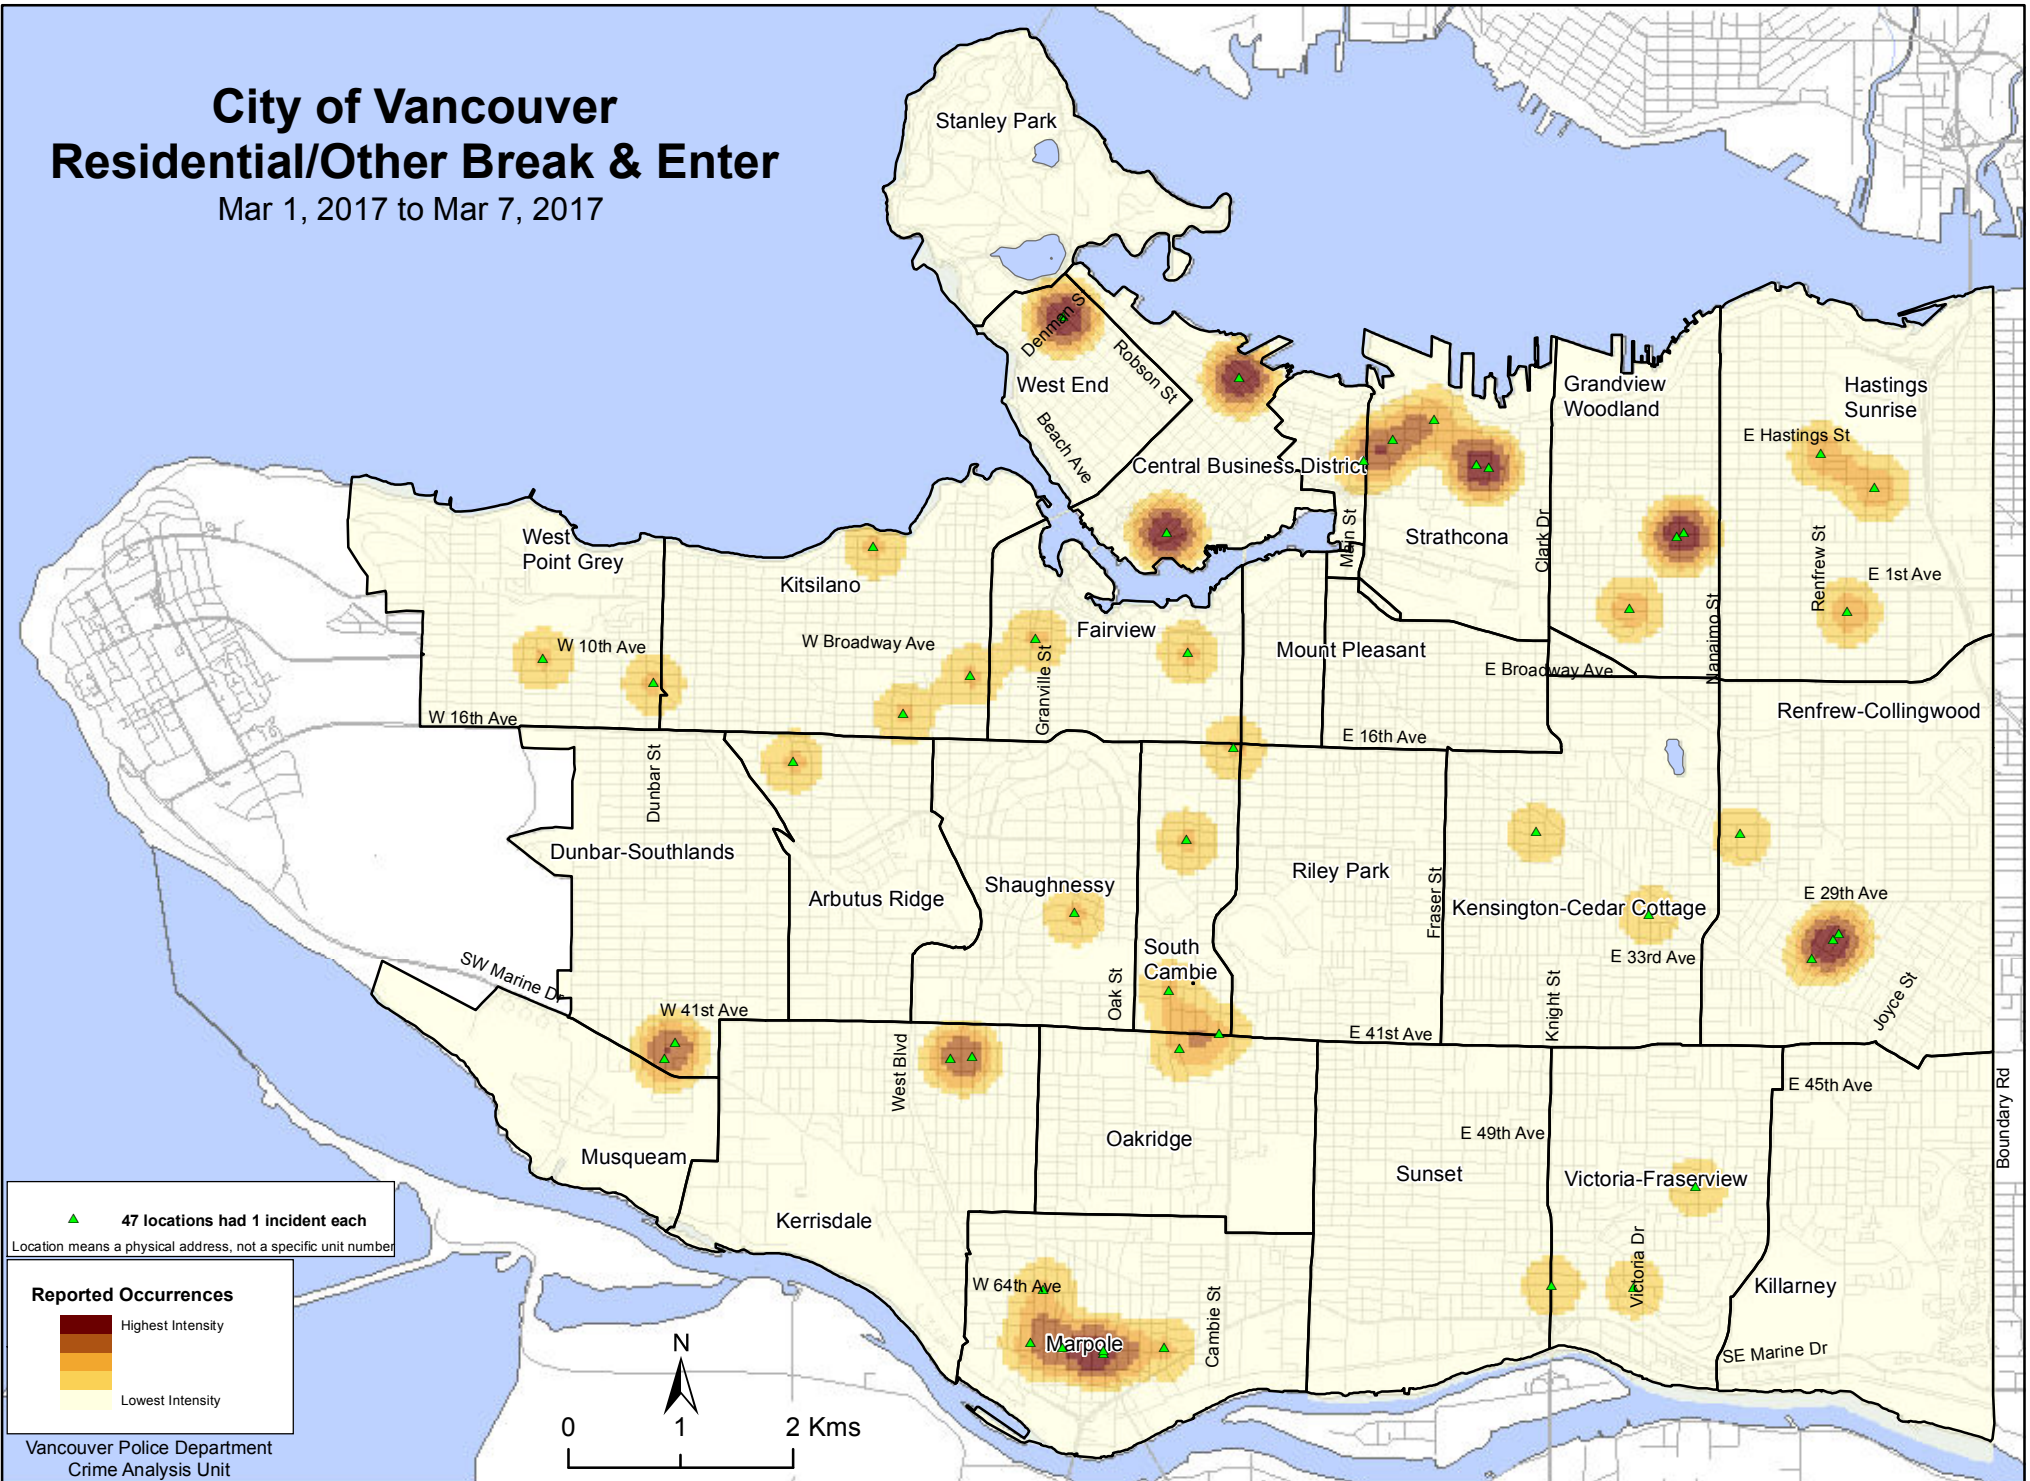 City of Vancouver
Residential/Other Break & Enter
Mar 1, 2017 to Mar 7, 2017
Stanley Park
Denman St
Robson St
West End
Beach Ave
Central Business District
Grandview
Woodland
Hastings
Sunrise
E Hastings St
Main St
Strathcona
Clark Dr
Nanaimo St
Renfrew St
E 1st Ave
West
Point Grey
Kitsilano
W 10th Ave
W Broadway Ave
Fairview
Granville St
Mount Pleasant
E Broadway Ave
W 16th Ave
E 16th Ave
Renfrew-Collingwood
Dunbar St
Dunbar-Southlands
Arbutus Ridge
Shaughnessy
Riley Park
Fraser St
Kensington-Cedar Cottage
E 29th Ave
South
Cambie
Oak St
E 33rd Ave
Knight St
Joyce St
SW Marine Dr
W 41st Ave
E 41st Ave
West Blvd
E 45th Ave
Boundary Rd
Musqueam
Oakridge
E 49th Ave
Sunset
Victoria-Fraserview
Kerrisdale
Victoria Dr
Killarney
W 64th Ave
Marpole
Cambie St
SE Marine Dr
47 locations had 1 incident each
Location means a physical address, not a specific unit number
Reported Occurrences
Highest Intensity
Lowest Intensity
Vancouver Police Department
Crime Analysis Unit
N
0 1 2 Kms